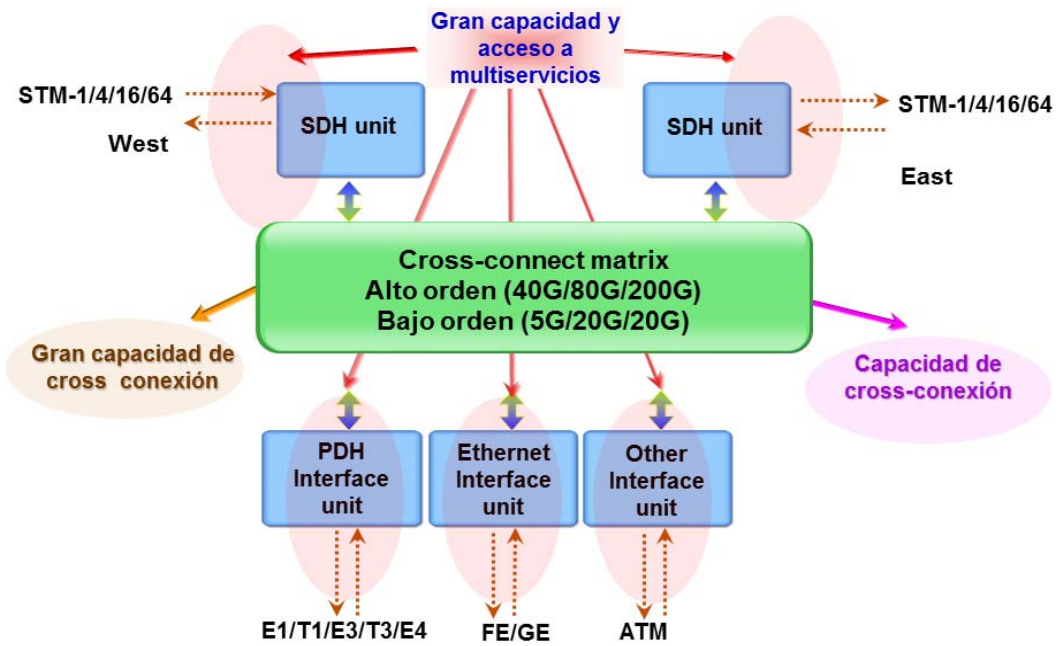 Gran capacidad y
acceso a
multiservicios
STM-1/4/16/64
West
SDH unit
SDH unit
STM-1/4/16/64
East
Cross-connect matrix
Alto orden (40G/80G/200G)
Bajo orden (5G/20G/20G)
Gran capacidad de
cross conexión
Capacidad de
cross-conexión
PDH
Interface
unit
Ethernet
Interface
unit
Other
Interface
unit
E1/T1/E3/T3/E4
FE/GE
ATM